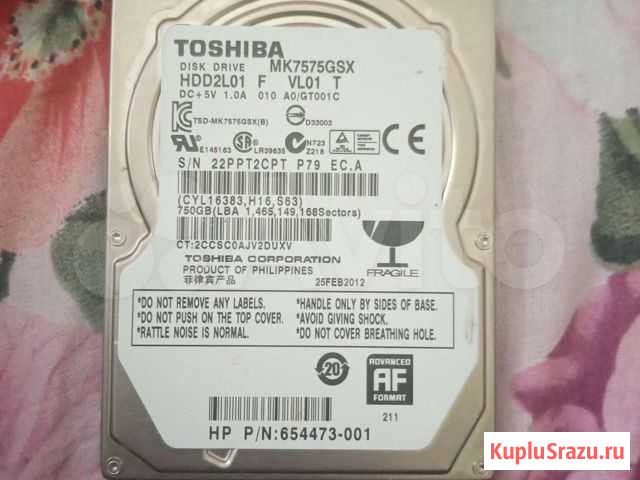 TOSHIBA
DISK DRIVE MK7575GSX
HDD2L01 F VL01 T
DC+5V 1.0A 010 A0/GT001C
TSD-MK7575GSX(B) D33003
E145163 LR39635 N723
Z218
S/N 22PPT2CPT P79 EC.A
(CYL16383,H16,S63)
750GB(LBA 1,465,149,168Sectors)
CT:2CCSC0AJV2DUXV
TOSHIBA CORPORATION
PRODUCT OF PHILIPPINES
菲律宾产品
25FEB2012
FRAGILE
*DO NOT REMOVE ANY LABELS. *HANDLE ONLY BY SIDES OF BASE.
*DO NOT PUSH ON THE TOP COVER. *AVOID GIVING SHOCK.
*RATTLE NOISE IS NORMAL. *DO NOT COVER BREATHING HOLE.
20
ADVANCED
AF
FORMAT
211
HP P/N:654473-001
KupluSrazu.ru